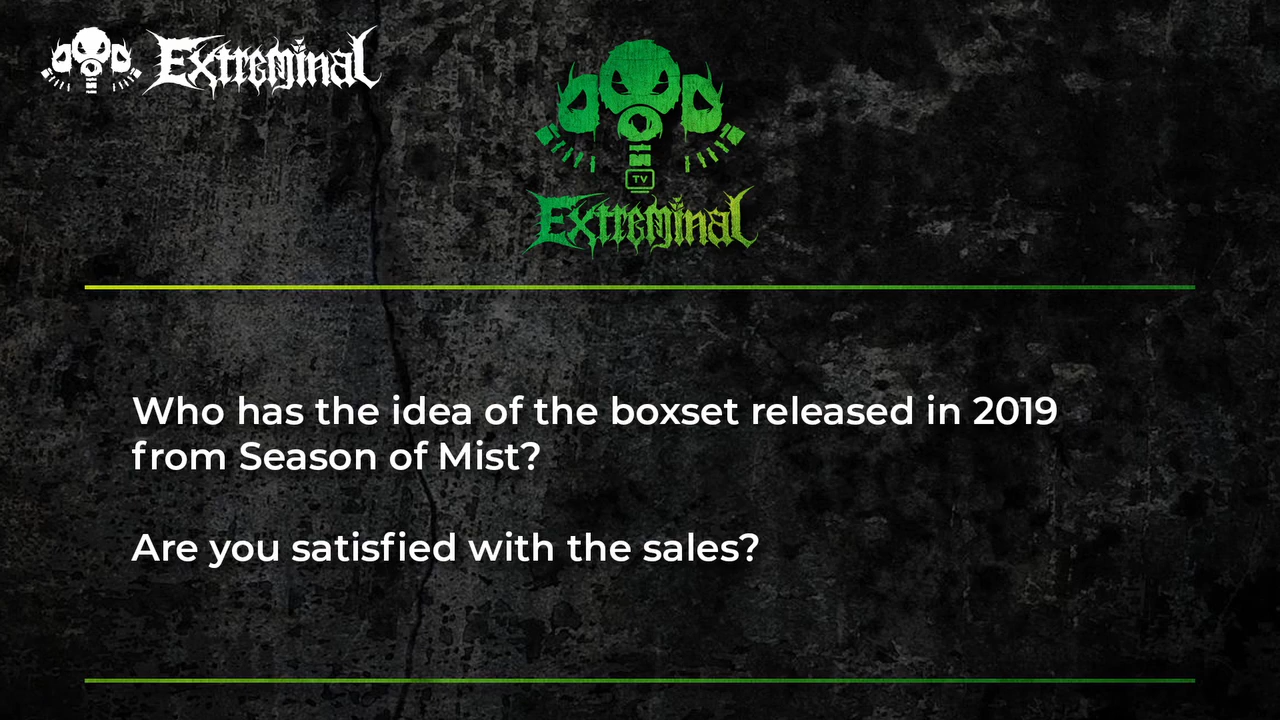 Extreminal
TV
Extreminal
Who has the idea of the boxset released in 2019
from Season of Mist?
Are you satisfied with the sales?